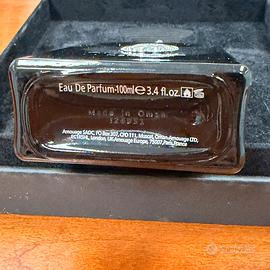 Eau De Parfum-100ml℮3.4 fl.oz.
Made in Oman
Amouage SAOC, PO Box 307, CPO 111, Muscat, Oman. Amouage LTD,
London, UK. Amouage Europe, 75007, Paris, France